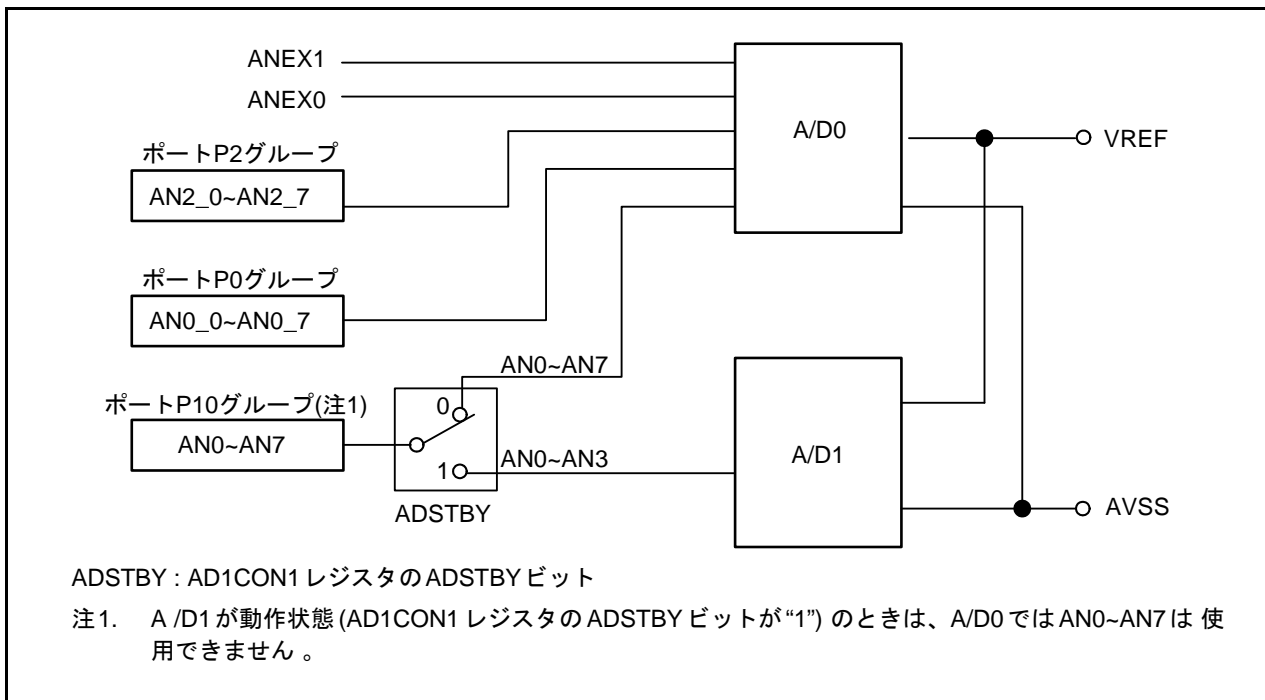 ANEX1
ANEX0
A/D0
VREF
ポートP2グループ
AN2_0~AN2_7
ポートP0グループ
AN0_0~AN0_7
AN0~AN7
ポートP10グループ(注1)
0
AN0~AN7
1
AN0~AN3
A/D1
ADSTBY
AVSS
ADSTBY : AD1CON1 レジスタの ADSTBY ビット
注1. A /D1 が動作状態 (AD1CON1 レジスタの ADSTBY ビットが “1”) のときは、A/D0 では AN0~AN7 は 使
用できません 。